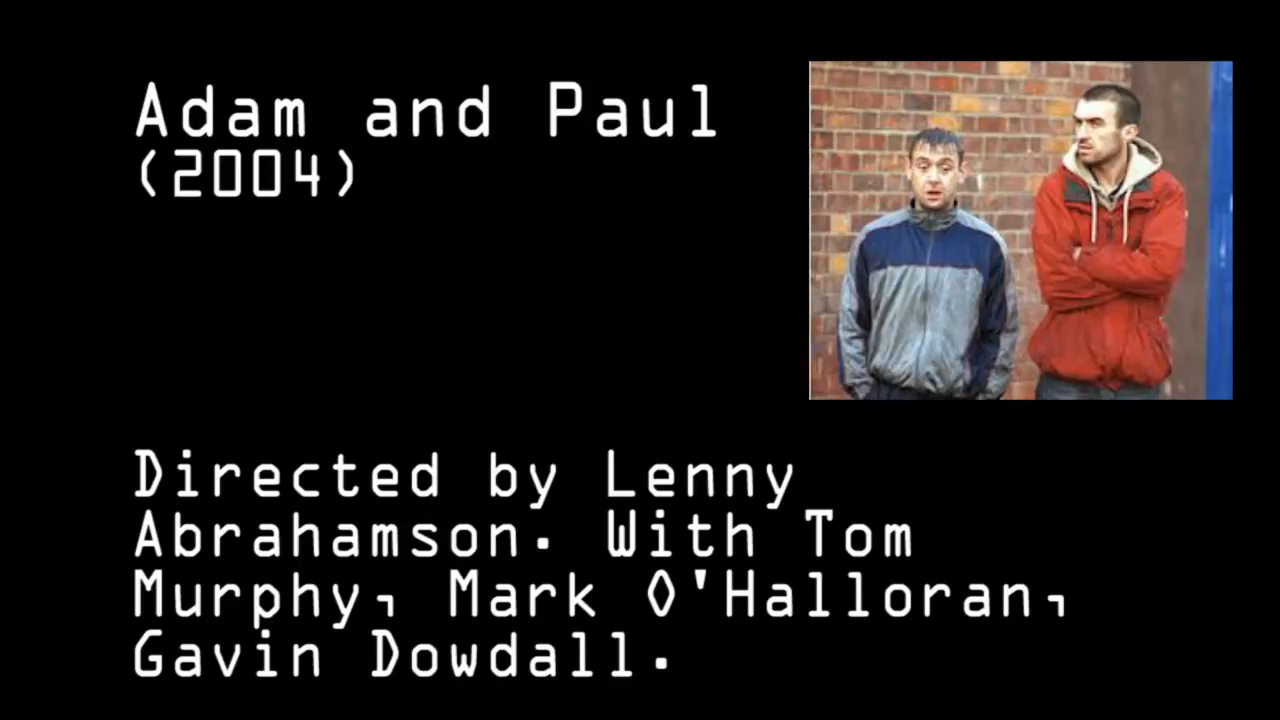 Adam and Paul
(2004)
Directed by Lenny
Abrahamson. With Tom
Murphy, Mark O'Halloran,
Gavin Dowdall.